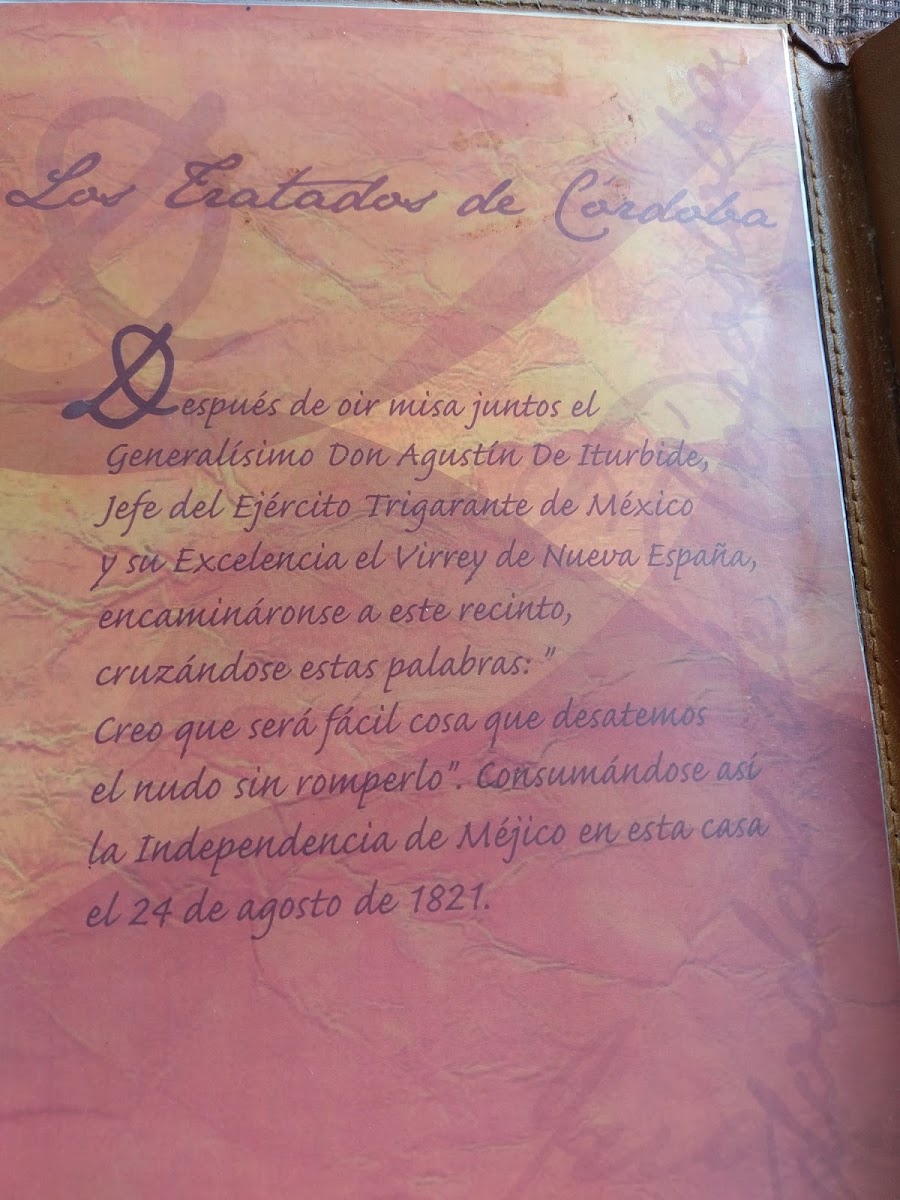 Los Tratados de Córdoba
Después de oir misa juntos el
Generalísimo Don Agustín De Iturbide,
Jefe del Ejército Trigarante de México
y su Excelencia el Virrey de Nueva España,
encamináronse a este recinto,
cruzándose estas palabras: "
Creo que será fácil cosa que desatemos
el nudo sin romperlo". Consumándose así
la Independencia de Méjico en esta casa
el 24 de agosto de 1821.